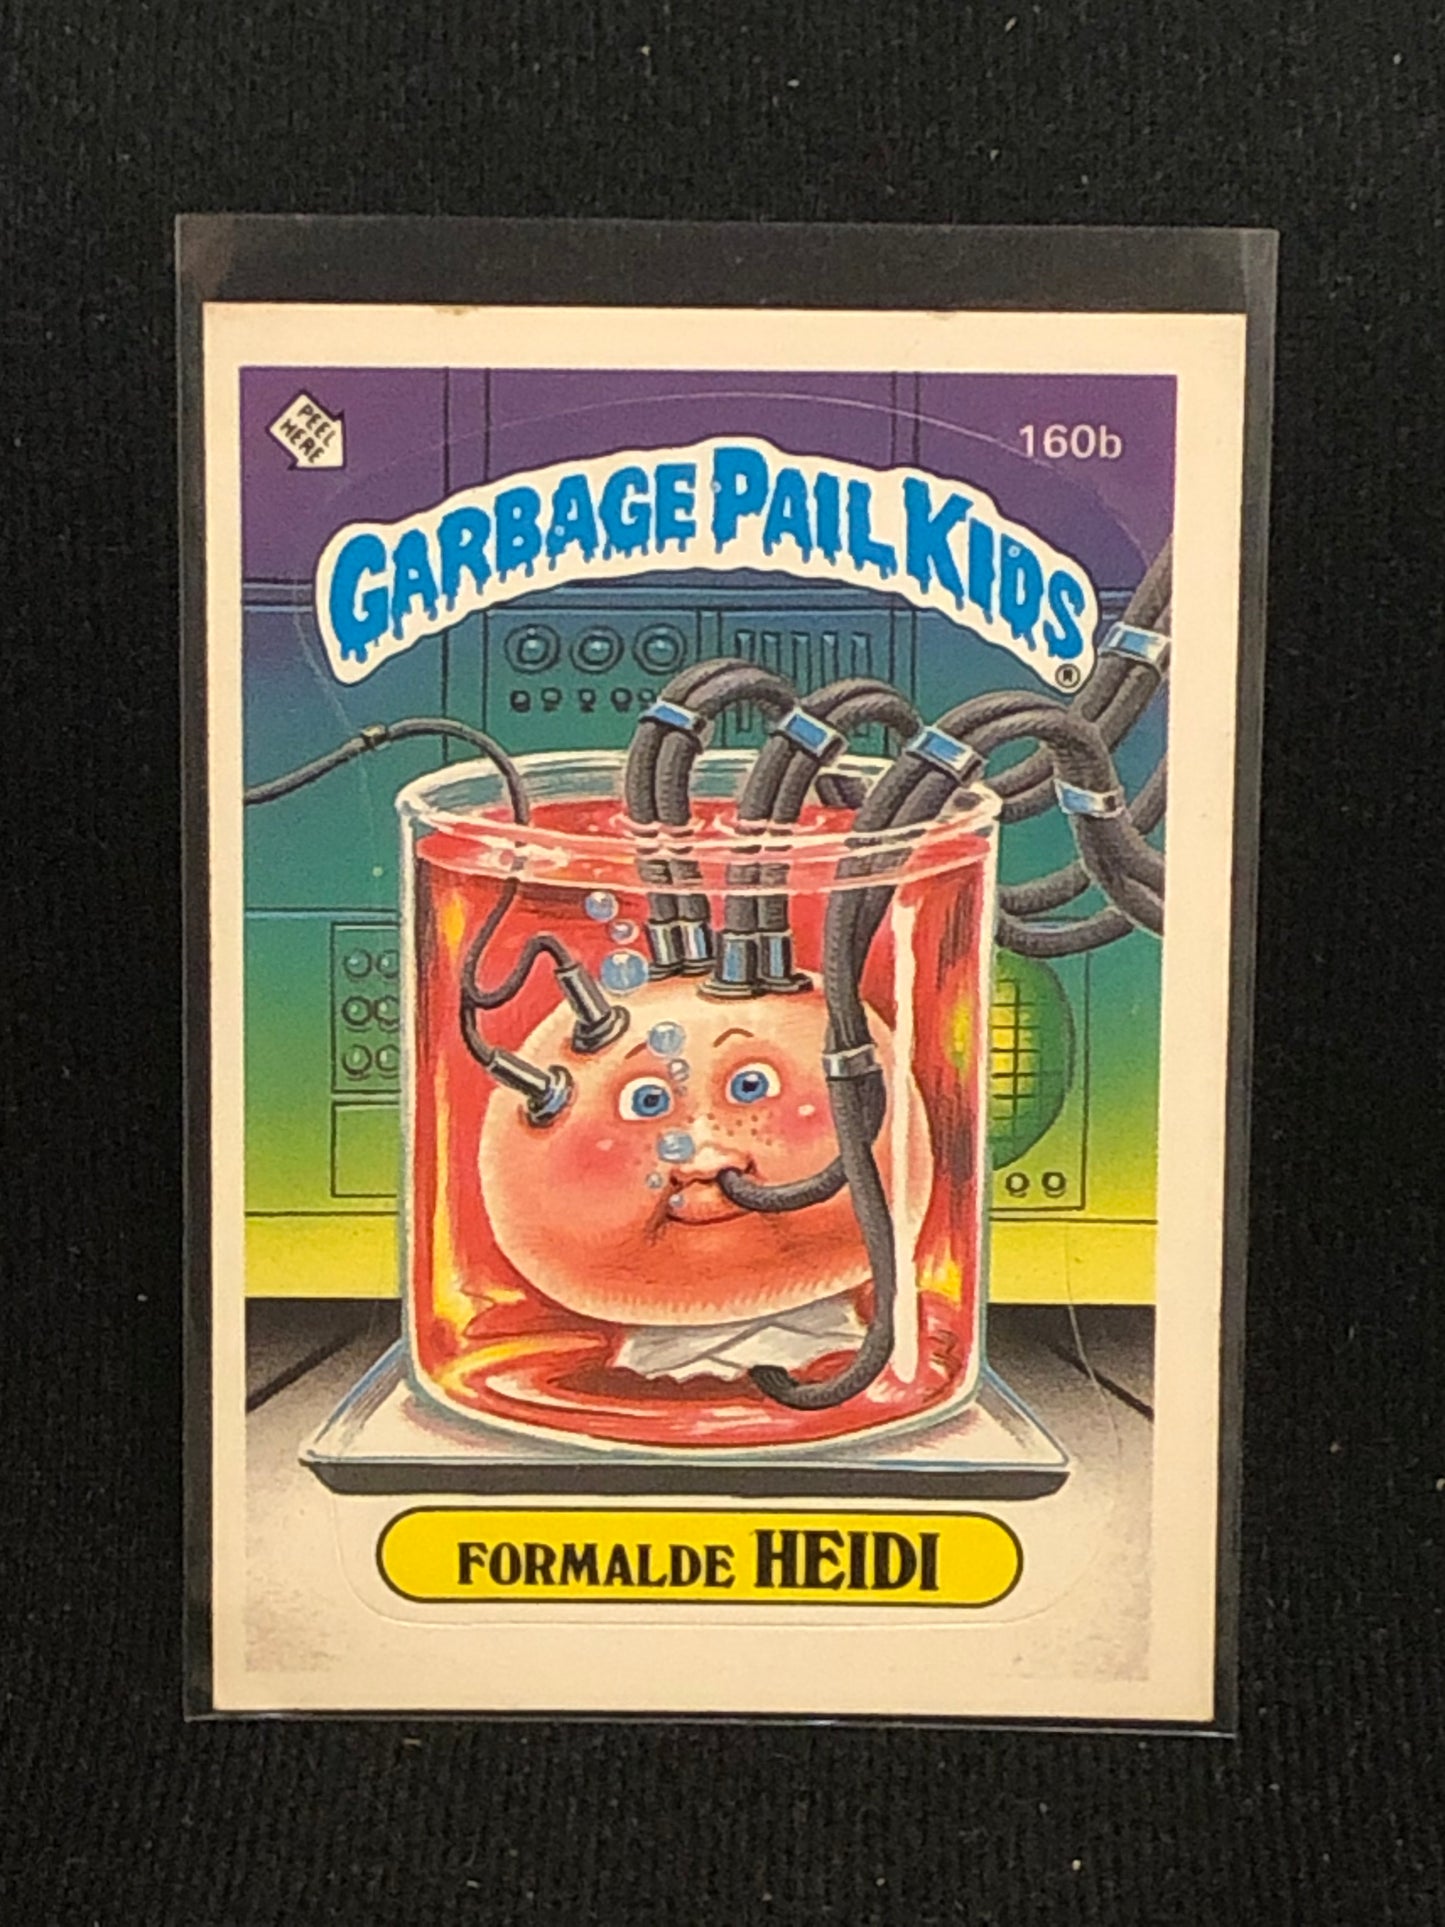 PEEL
HERE
160b
GARBAGE PAIL KIDS
®
FORMALDE HEIDI